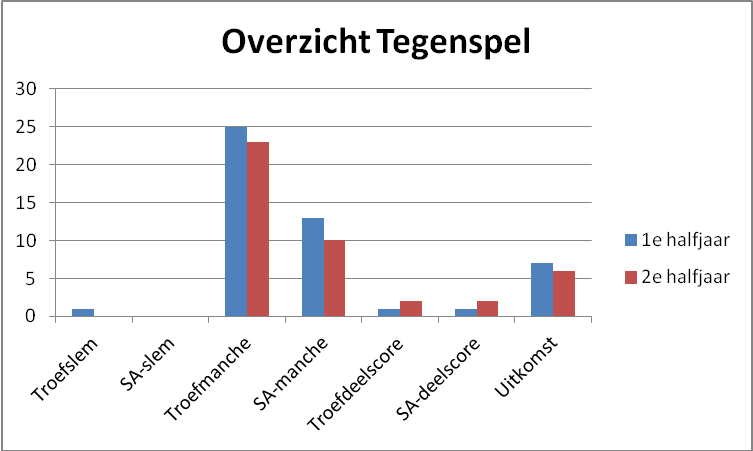 Overzicht Tegenspel
30
25
20
15
10
5
0
Troefslem
SA-slem
Troefmanche
SA-manche
Troefdeelscore
SA-deelscore
Uitkomst
1e halfjaar
2e halfjaar